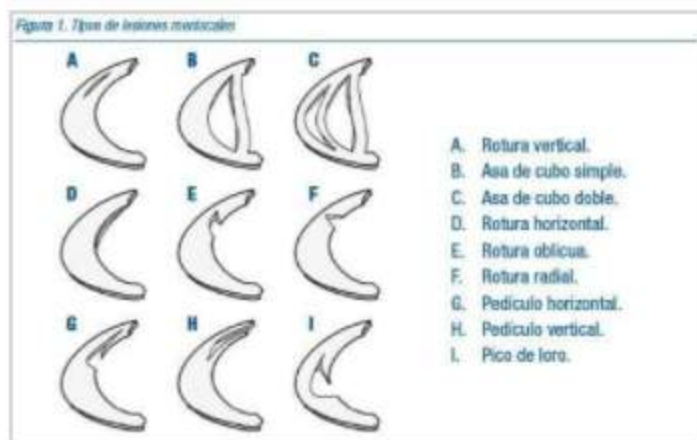 Figura 1. Tipos de lesiones meniscales
A B C
D E F
G H I
A. Rotura vertical.
B. Asa de cubo simple.
C. Asa de cubo doble.
D. Rotura horizontal.
E. Rotura oblicua.
F. Rotura radial.
G. Pedículo horizontal.
H. Pedículo vertical.
I. Pico de loro.